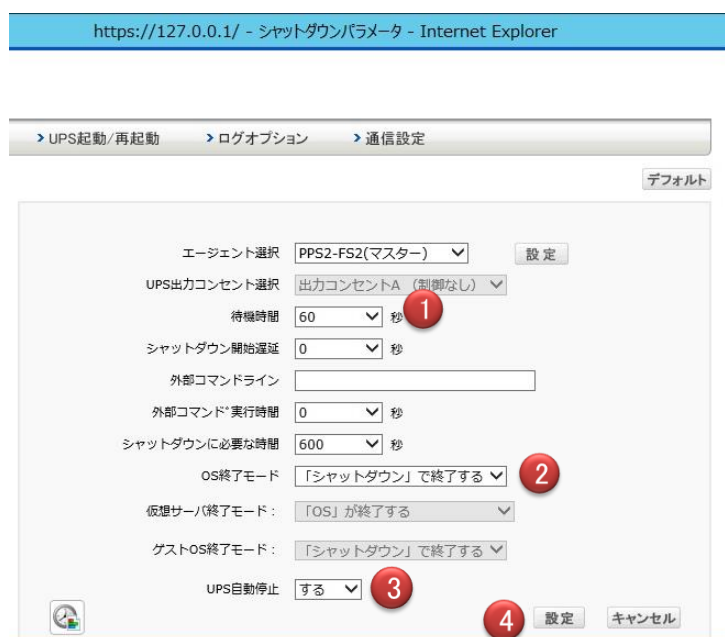 https://127.0.0.1/ - シャットダウンパラメータ - Internet Explorer
UPS起動/再起動 ログオプション 通信設定
デフォルト
エージェント選択 PPS2-FS2(マスター) 設定
UPS出力コンセント選択 出力コンセントA (制御なし)
待機時間 60 秒 1
シャットダウン開始遅延 0 秒
外部コマンドライン
外部コマンド゛実行時間 0 秒
シャットダウンに必要な時間 600 秒
OS終了モード 「シャットダウン」で終了する 2
仮想サーバ終了モード: 「OS」が終了する
ゲストOS終了モード: 「シャットダウン」で終了する
UPS自動停止 する 3
4 設定 キャンセル